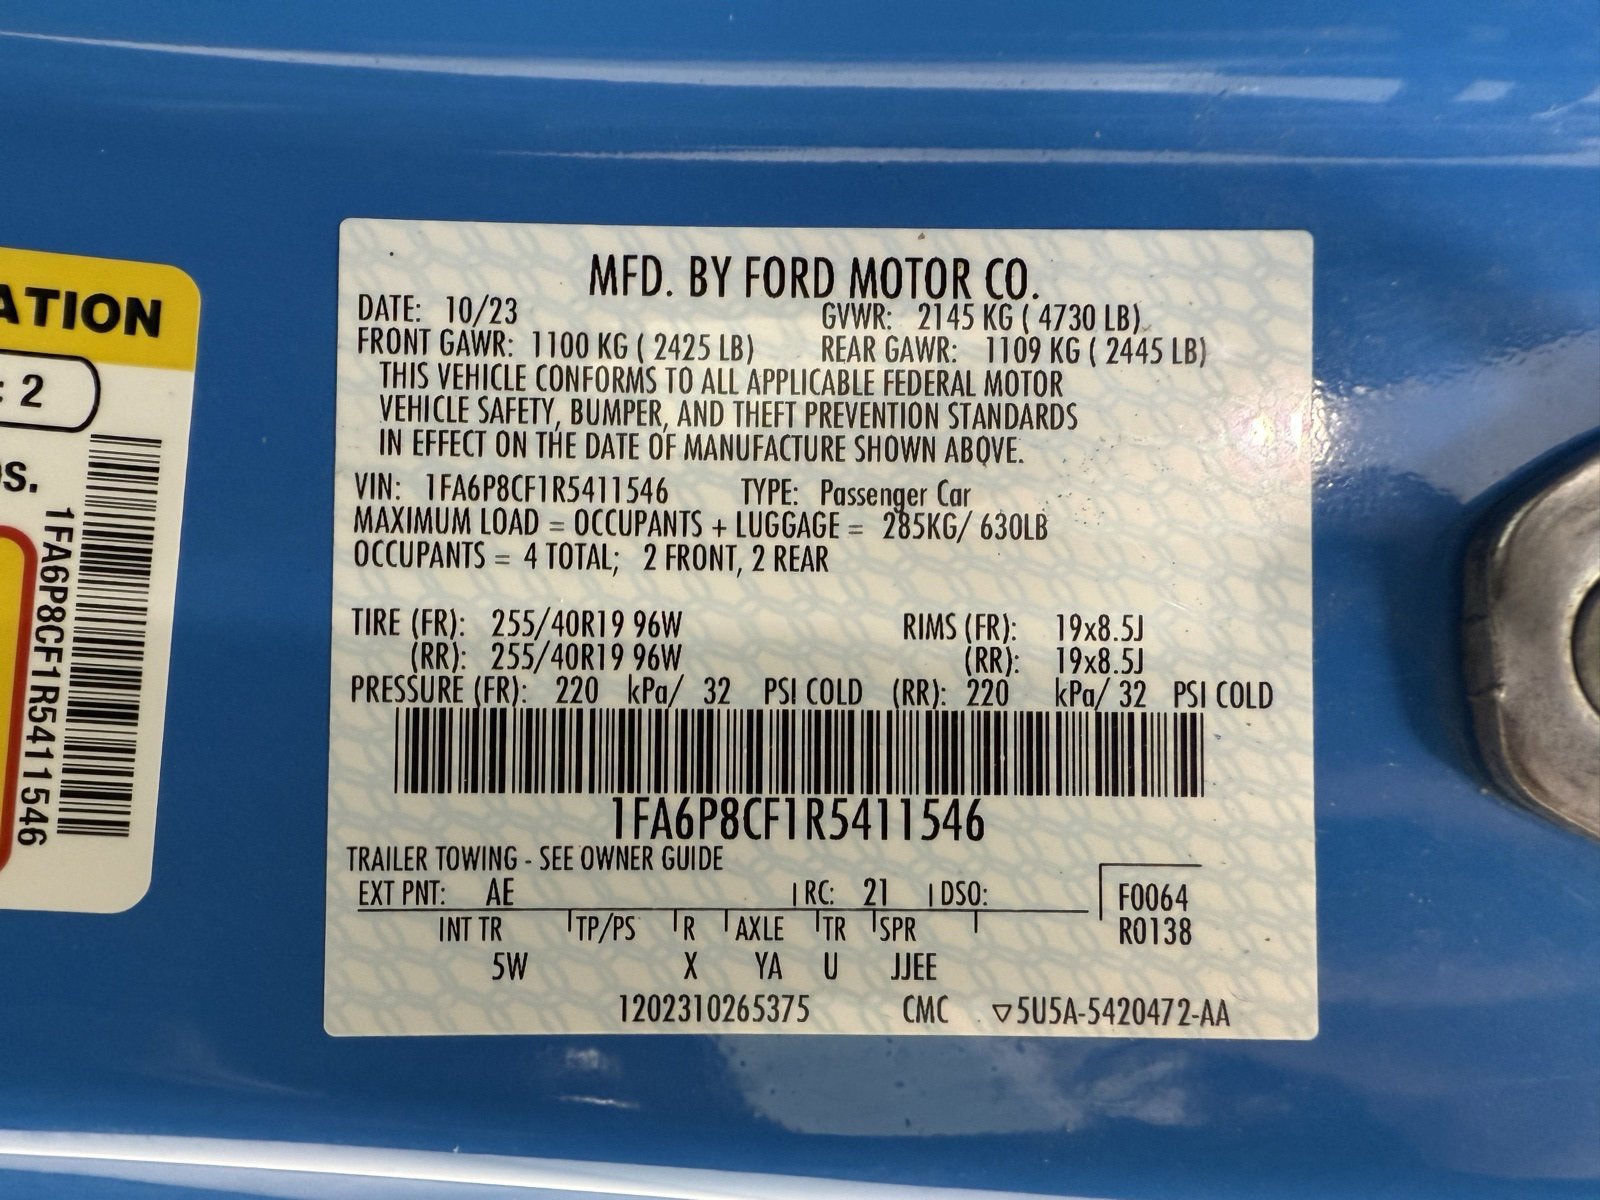 ATION
: 2
s.
1FA6P8CF1R5411546
MFD. BY FORD MOTOR CO.
DATE: 10/23 GVWR: 2145 KG ( 4730 LB)
FRONT GAWR: 1100 KG ( 2425 LB) REAR GAWR: 1109 KG ( 2445 LB)
THIS VEHICLE CONFORMS TO ALL APPLICABLE FEDERAL MOTOR
VEHICLE SAFETY, BUMPER, AND THEFT PREVENTION STANDARDS
IN EFFECT ON THE DATE OF MANUFACTURE SHOWN ABOVE.
VIN: 1FA6P8CF1R5411546 TYPE: Passenger Car
MAXIMUM LOAD = OCCUPANTS + LUGGAGE = 285KG/ 630LB
OCCUPANTS = 4 TOTAL; 2 FRONT, 2 REAR
TIRE (FR): 255/40R19 96W RIMS (FR): 19x8.5J
(RR): 255/40R19 96W (RR): 19x8.5J
PRESSURE (FR): 220 kPa/ 32 PSI COLD (RR): 220 kPa/ 32 PSI COLD
1FA6P8CF1R5411546
TRAILER TOWING - SEE OWNER GUIDE
EXT PNT: AE RC: 21 DSO: F0064
INT TR TP/PS R AXLE TR SPR R0138
5W X YA U JJEE
1202310265375 CMC ▽5U5A-5420472-AA